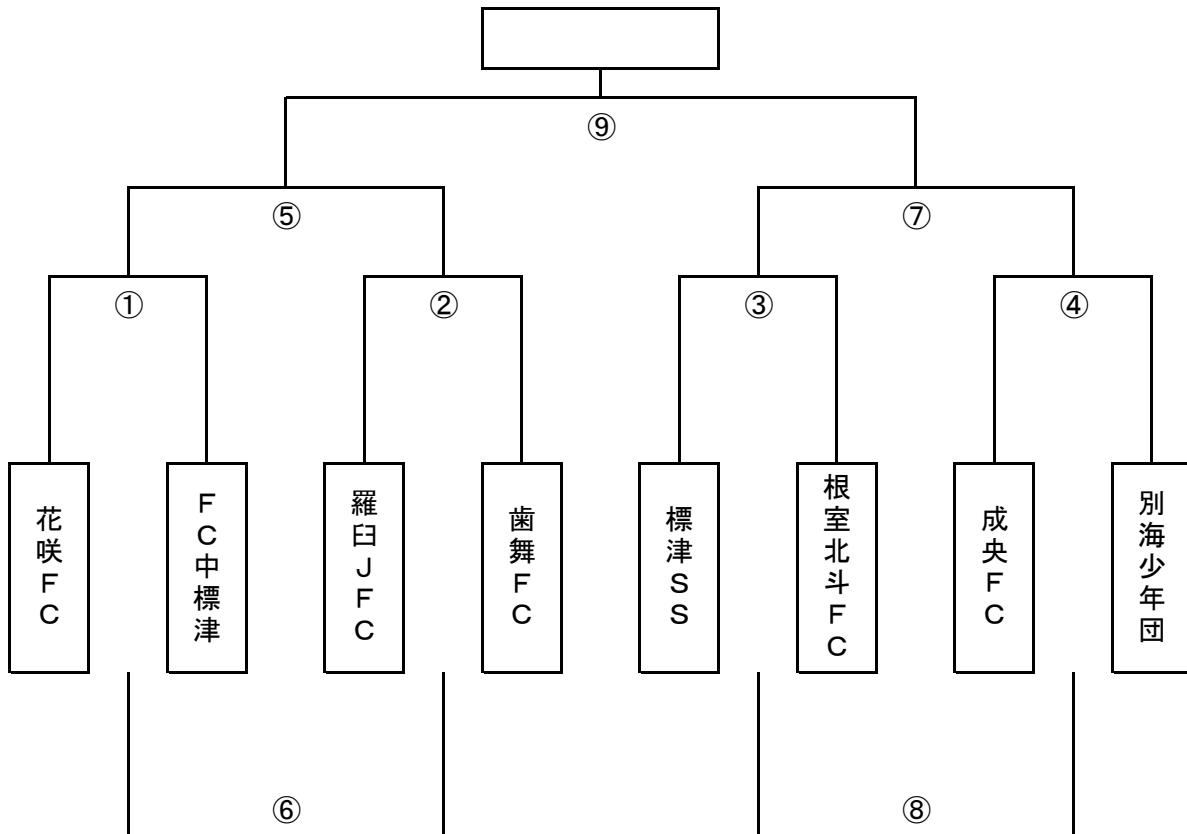 ⑨
⑤
⑦
①
②
③
④
花咲FC
FC中標津
羅臼JFC
歯舞FC
標津SS
根室北斗FC
成央FC
別海少年団
⑥
⑧